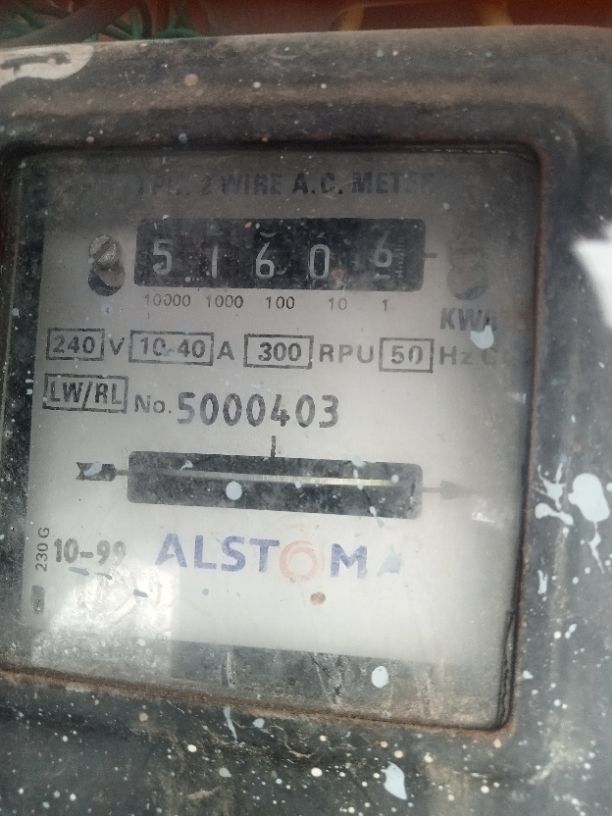 2 WIRE A.C. METER
5 1 6 0 6
10000 1000 100 10 1
KWh
240 V 10-40 A 300 RPU 50 Hz C
LW/RL No. 5000403
230 G
10-99
ALSTOM